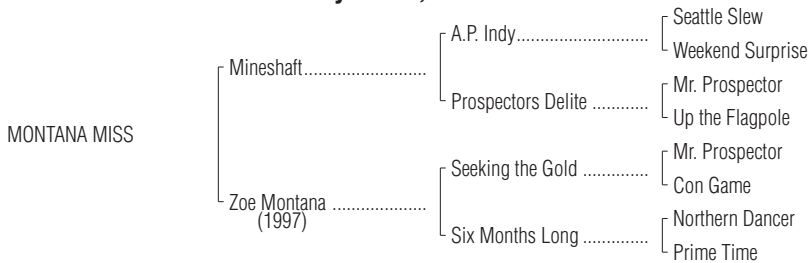 Seattle Slew
A.P. Indy..............................
Weekend Surprise
Mineshaft............................
Mr. Prospector
Prospectors Delite .............
Up the Flagpole
MONTANA MISS
Mr. Prospector
Seeking the Gold ...............
Con Game
Zoe Montana .....................
(1997)
Northern Dancer
Six Months Long ...............
Prime Time